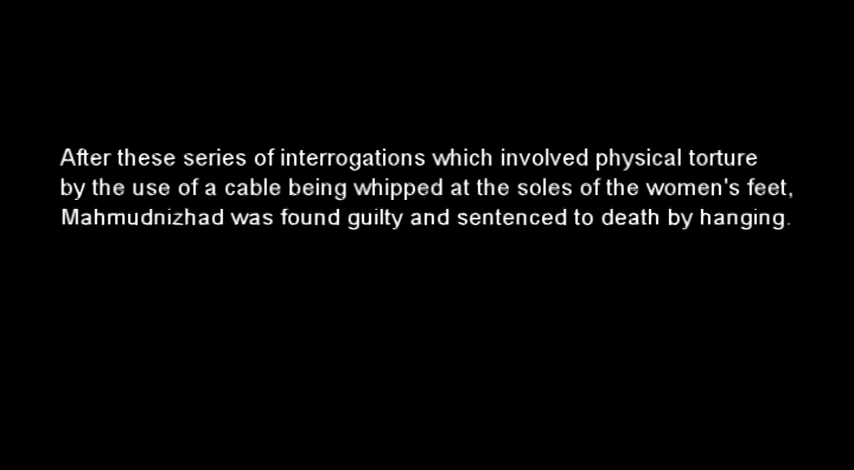 After these series of interrogations which involved physical torture
by the use of a cable being whipped at the soles of the women's feet,
Mahmudnizhad was found guilty and sentenced to death by hanging.